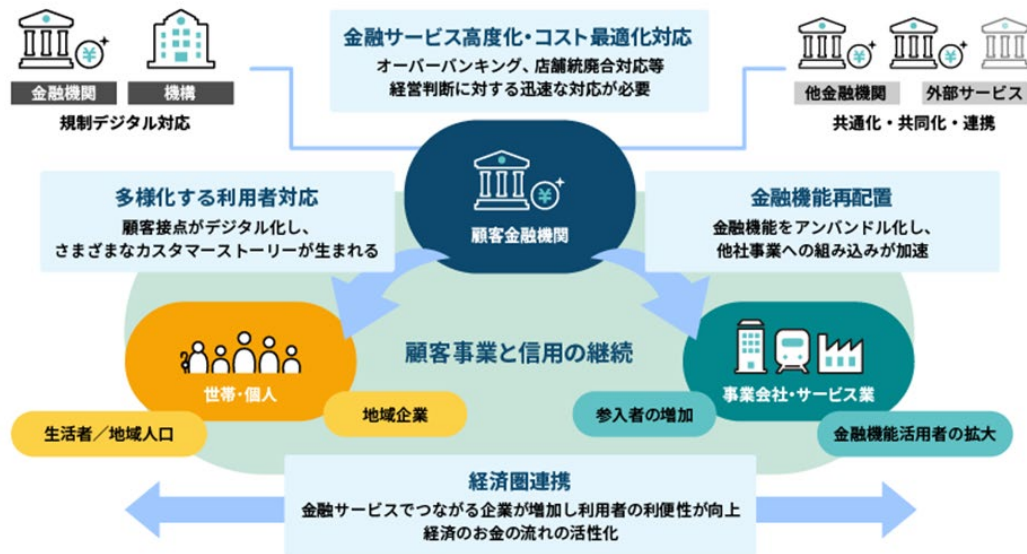 金融サービス高度化・コスト最適化対応
オーバーバンキング、店舗統廃合対応等
経営判断に対する迅速な対応が必要
¥
金融機関
機構
規制デジタル対応
¥
¥
他金融機関
外部サービス
共通化・共同化・連携
¥
顧客金融機関
多様化する利用者対応
顧客接点がデジタル化し、
さまざまなカスタマーストーリーが生まれる
金融機能再配置
金融機能をアンバンドル化し、
他社事業への組み込みが加速
顧客事業と信用の継続
世帯・個人
生活者／地域人口
地域企業
事業会社・サービス業
参入者の増加
金融機能活用者の拡大
経済圏連携
金融サービスでつながる企業が増加し利用者の利便性が向上
経済のお金の流れの活性化